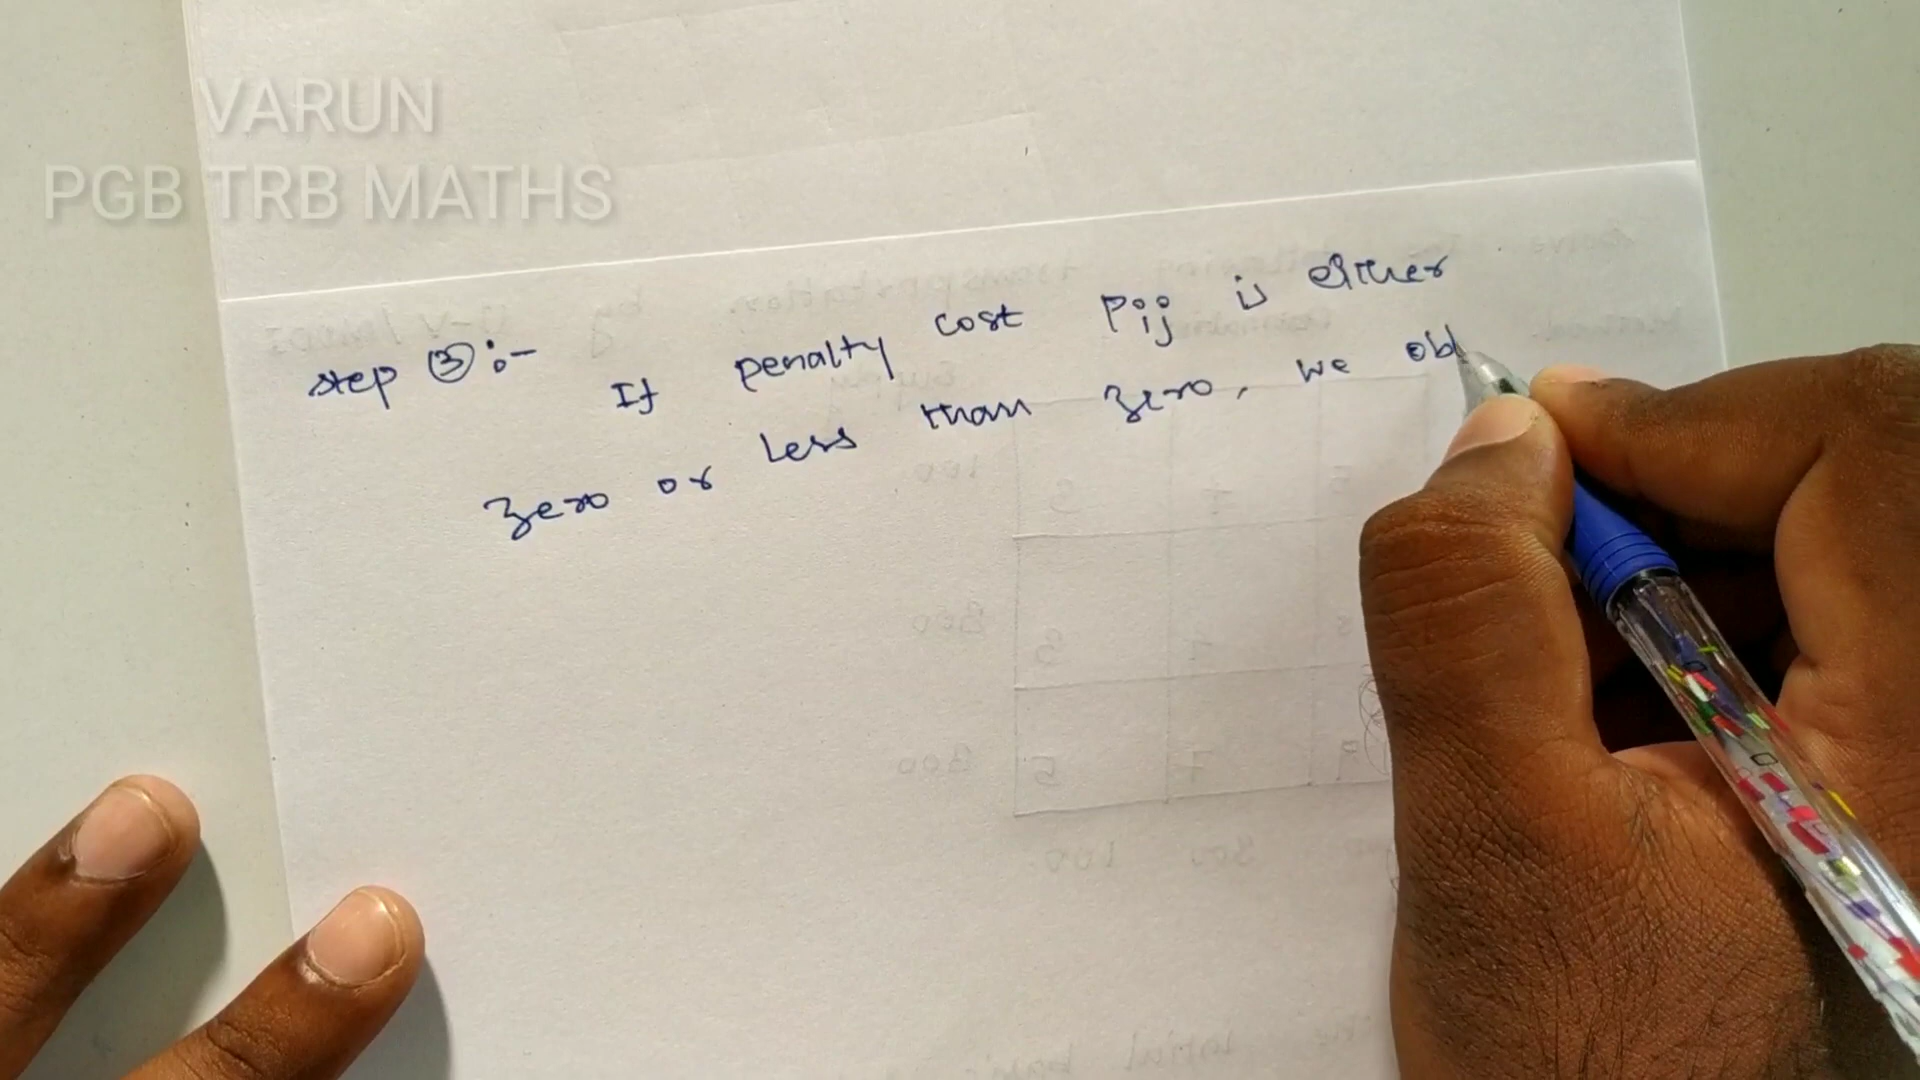 VARUN
PGB TRB MATHS
step ③:- If penalty cost Pij is either
zero or less than zero, we